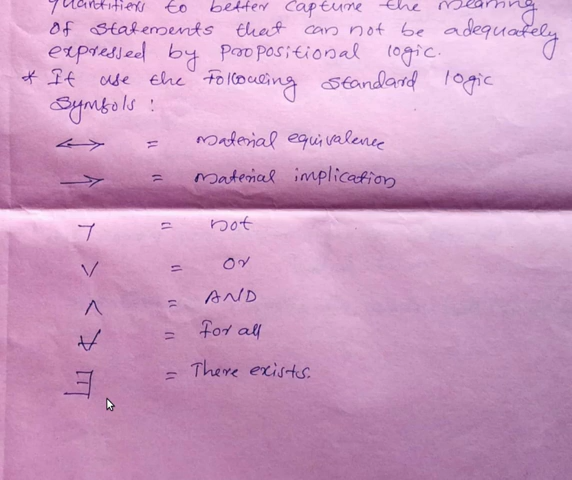 quantifiers to better capture the meaning
of statements that can not be adequately
expressed by propositional logic.
* It use the following standard logic
symbols :
↔ = material equivalence
→ = material implication
¬ = not
∨ = or
∧ = AND
∀ = for all
∃ = There exists.